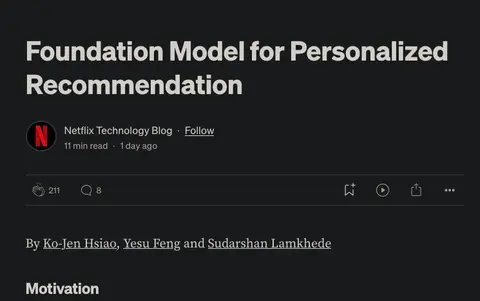 Foundation Model for Personalized
Recommendation
Netflix Technology Blog · Follow
11 min read · 1 day ago
211 8
By Ko-Jen Hsiao, Yesu Feng and Sudarshan Lamkhede
Motivation